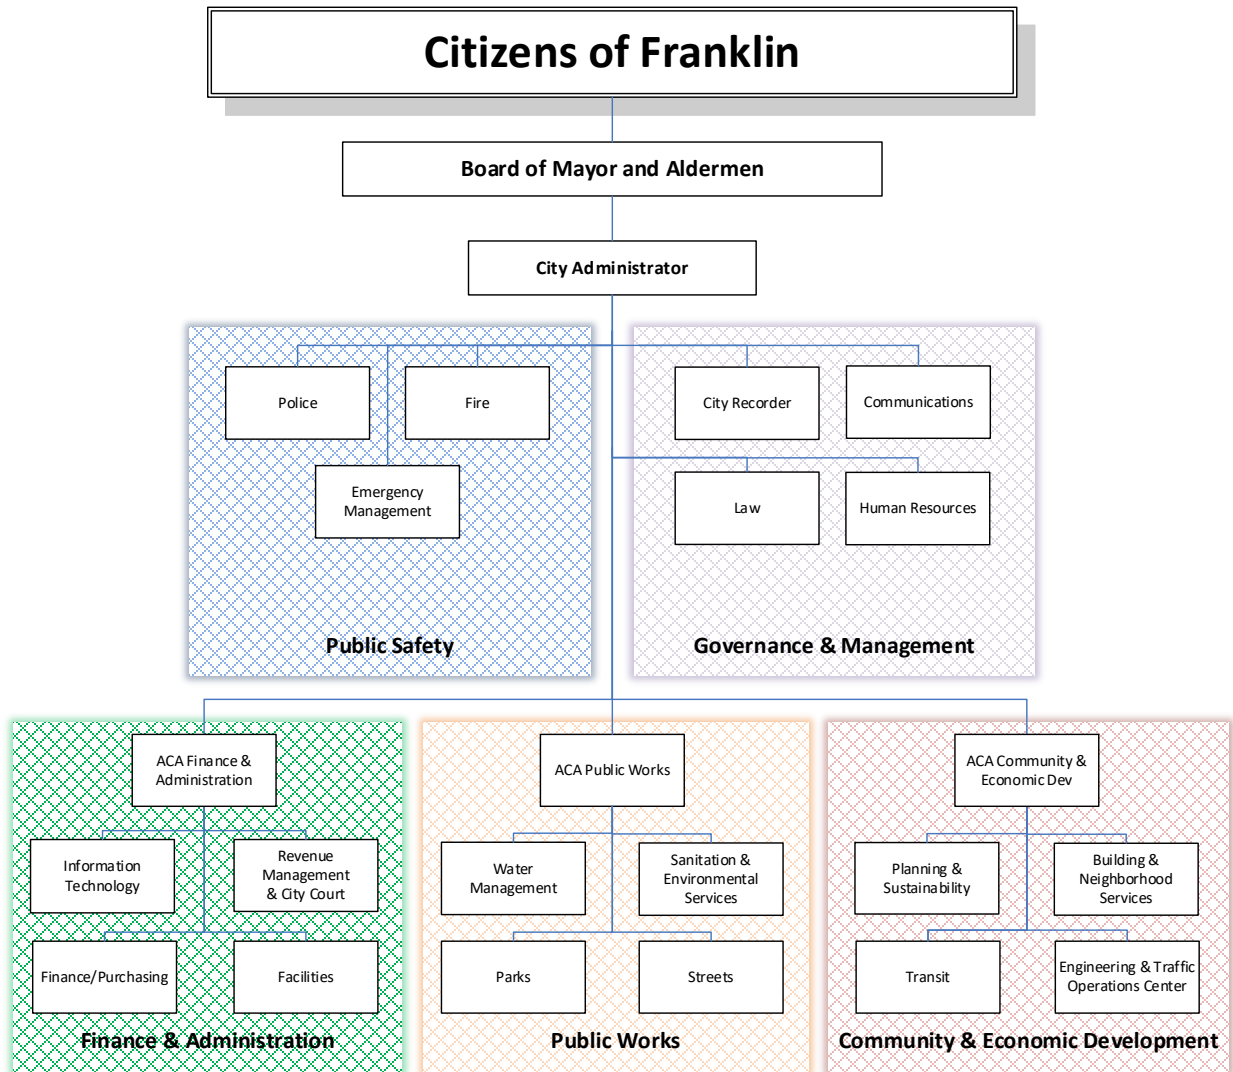 Citizens of Franklin
Board of Mayor and Aldermen
City Administrator
Police
Fire
Emergency
Management
Public Safety
City Recorder
Communications
Law
Human Resources
Governance & Management
ACA Finance &
Administration
Information
Technology
Revenue
Management
& City Court
Finance/Purchasing
Facilities
Finance & Administration
ACA Public Works
Water
Management
Sanitation &
Environmental
Services
Parks
Streets
Public Works
ACA Community &
Economic Dev
Planning &
Sustainability
Building &
Neighborhood
Services
Transit
Engineering & Traffic
Operations Center
Community & Economic Development